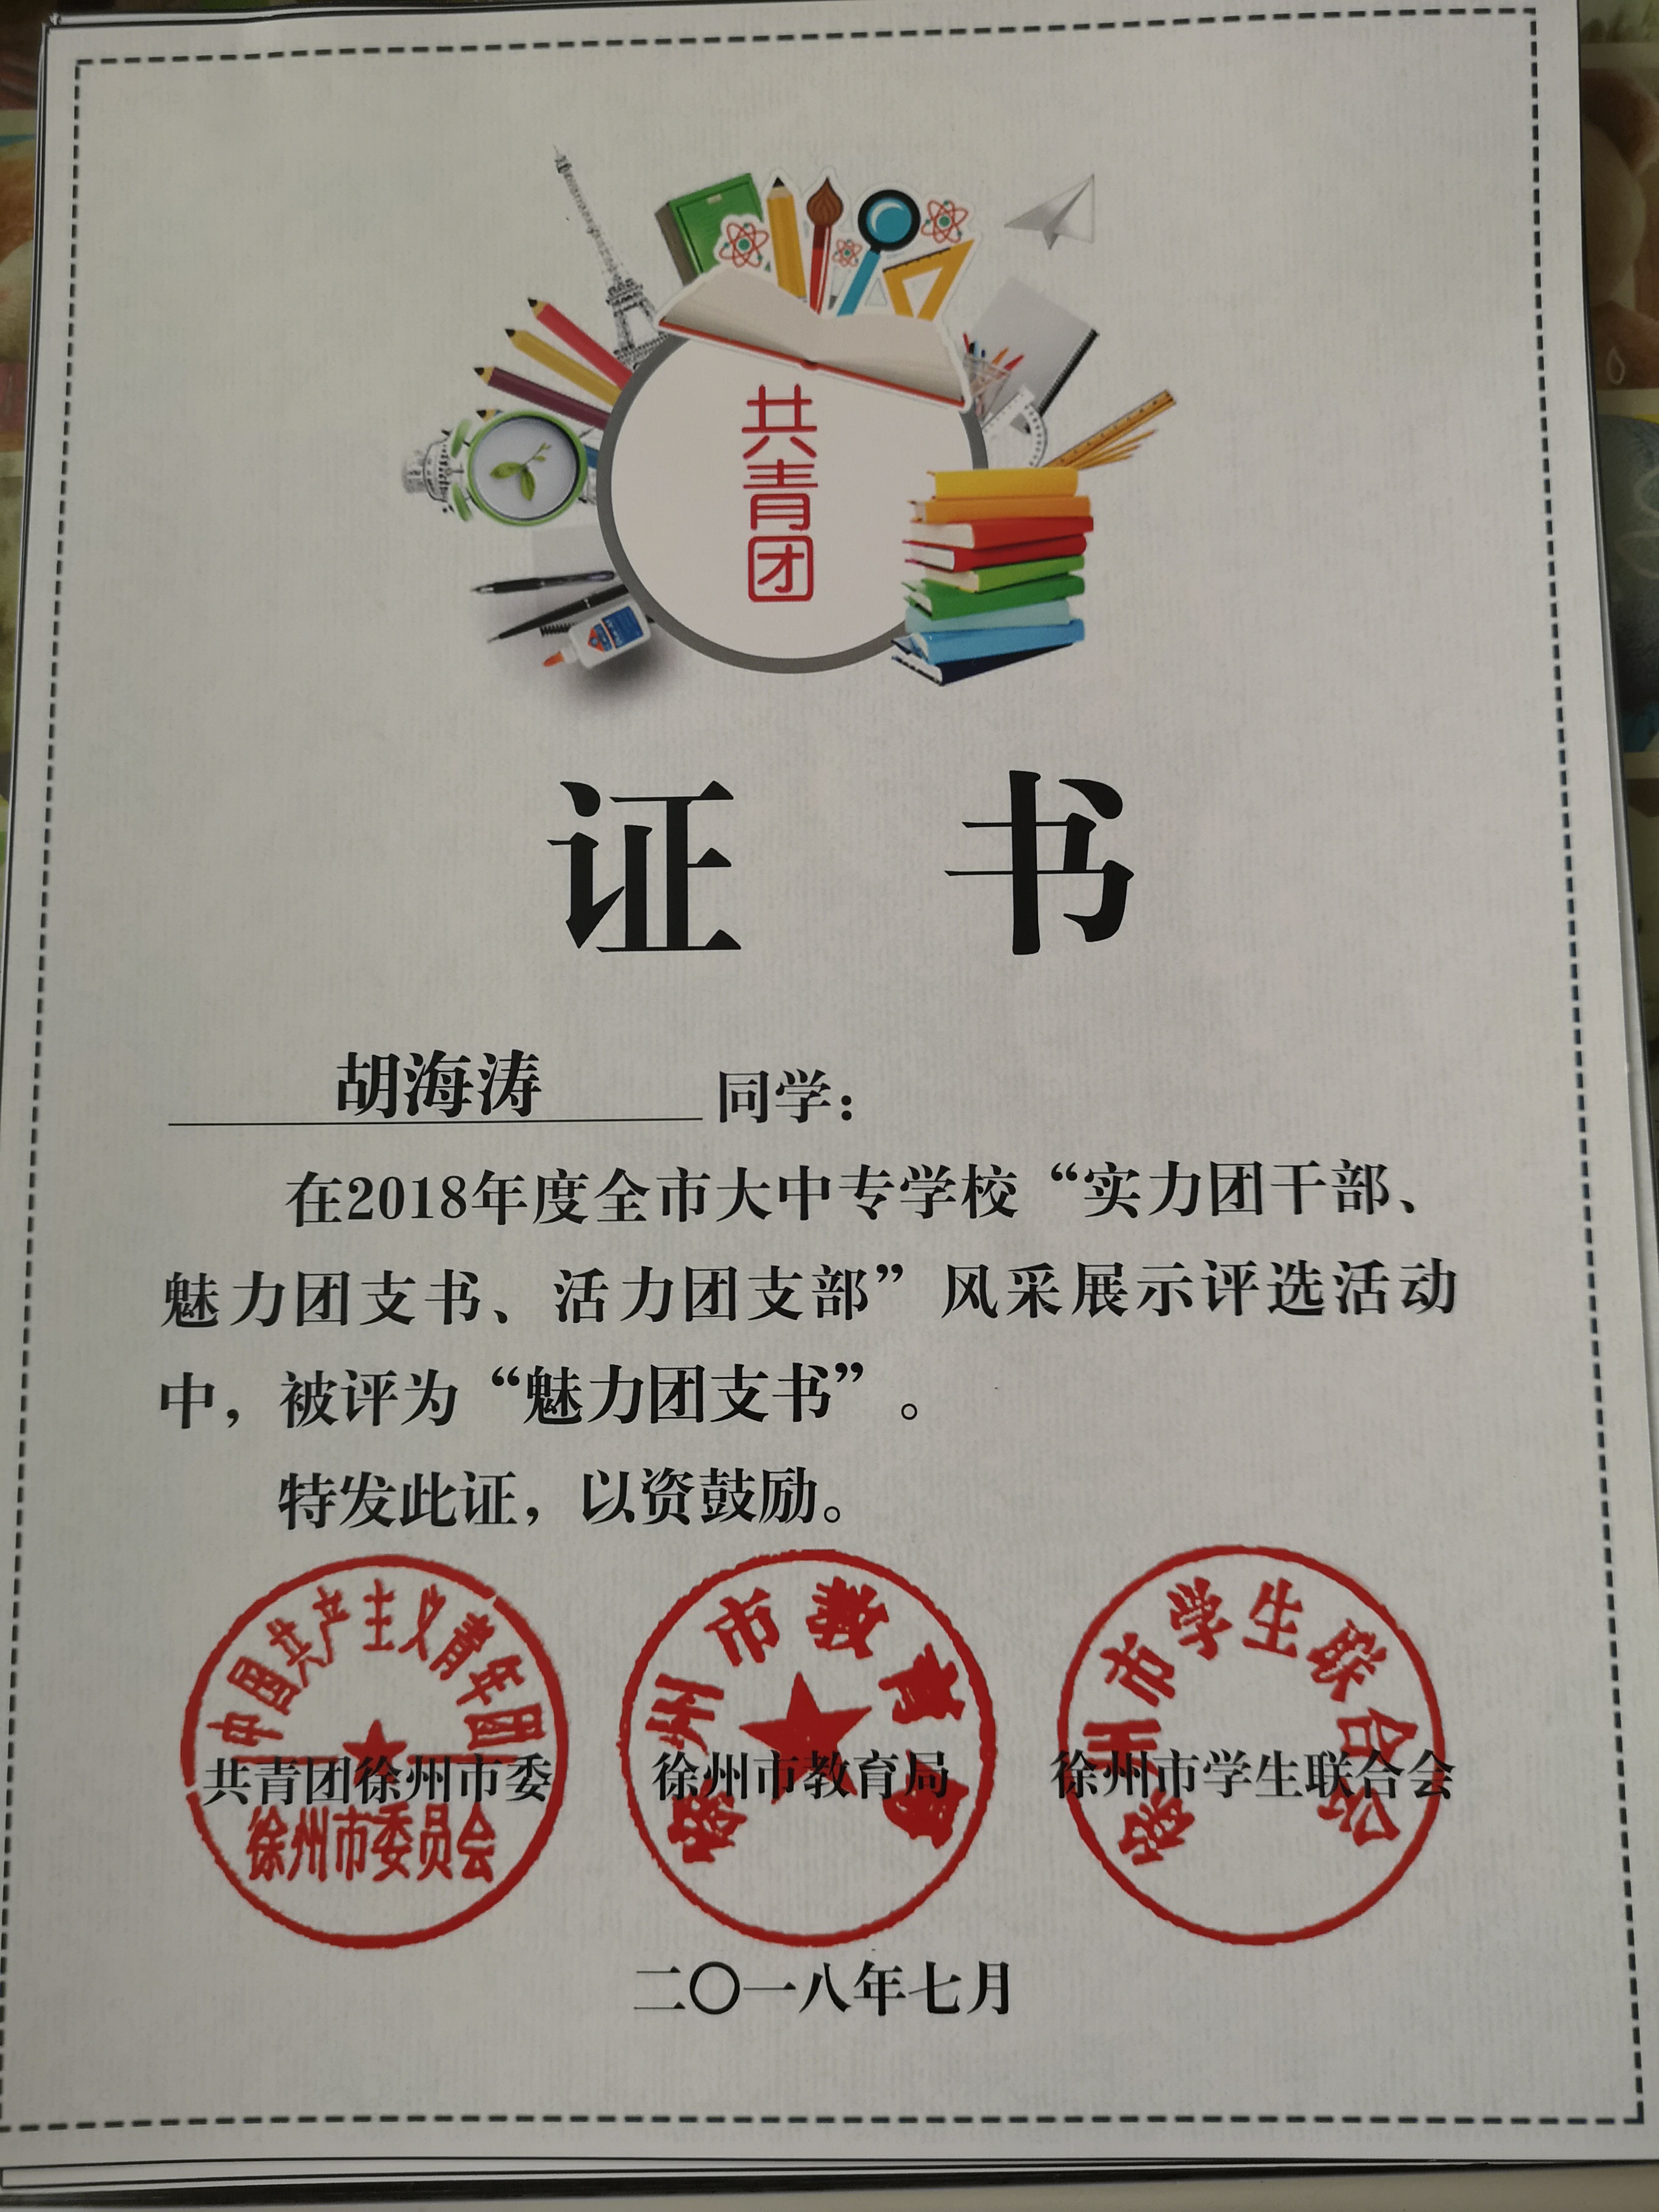 共青团
证 书
胡海涛 同学：
在2018年度全市大中专学校“实力团干部、
魅力团支书、活力团支部”风采展示评选活动
中，被评为“魅力团支书”。
特发此证，以资鼓励。
中国共产主义青年团
徐州市委员会
徐州市教育局
徐州市学生联合会
共青团徐州市委 徐州市教育局 徐州市学生联合会
二〇一八年七月